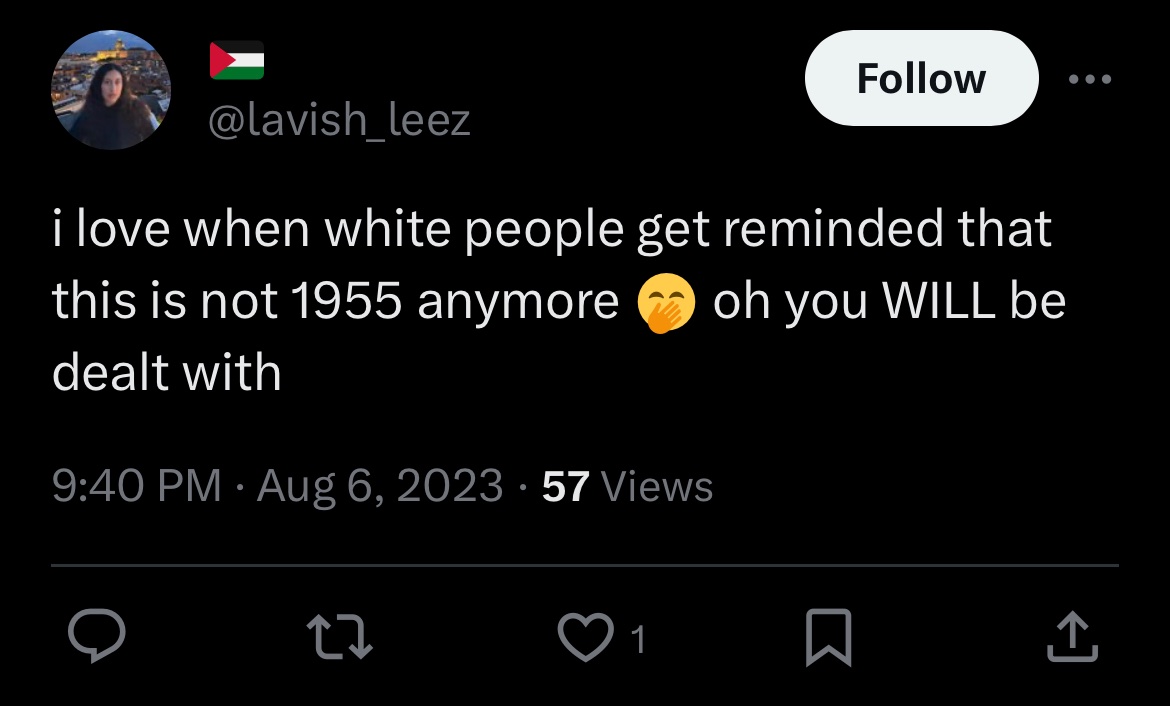 🇵🇸
@lavish_leez
Follow
i love when white people get reminded that
this is not 1955 anymore 🤭 oh you WILL be
dealt with
9:40 PM · Aug 6, 2023 · 57 Views
1